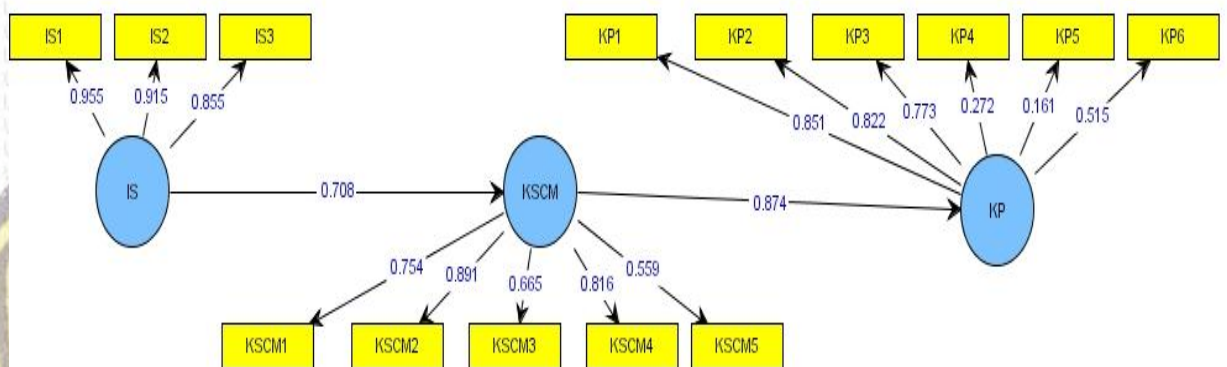 IS1 IS2 IS3 KP1 KP2 KP3 KP4 KP5 KP6
0.955 0.915 0.855 0.851 0.822 0.773 0.272 0.161 0.515
IS 0.708 KSCM 0.874 KP
0.754 0.891 0.665 0.816 0.559
KSCM1 KSCM2 KSCM3 KSCM4 KSCM5